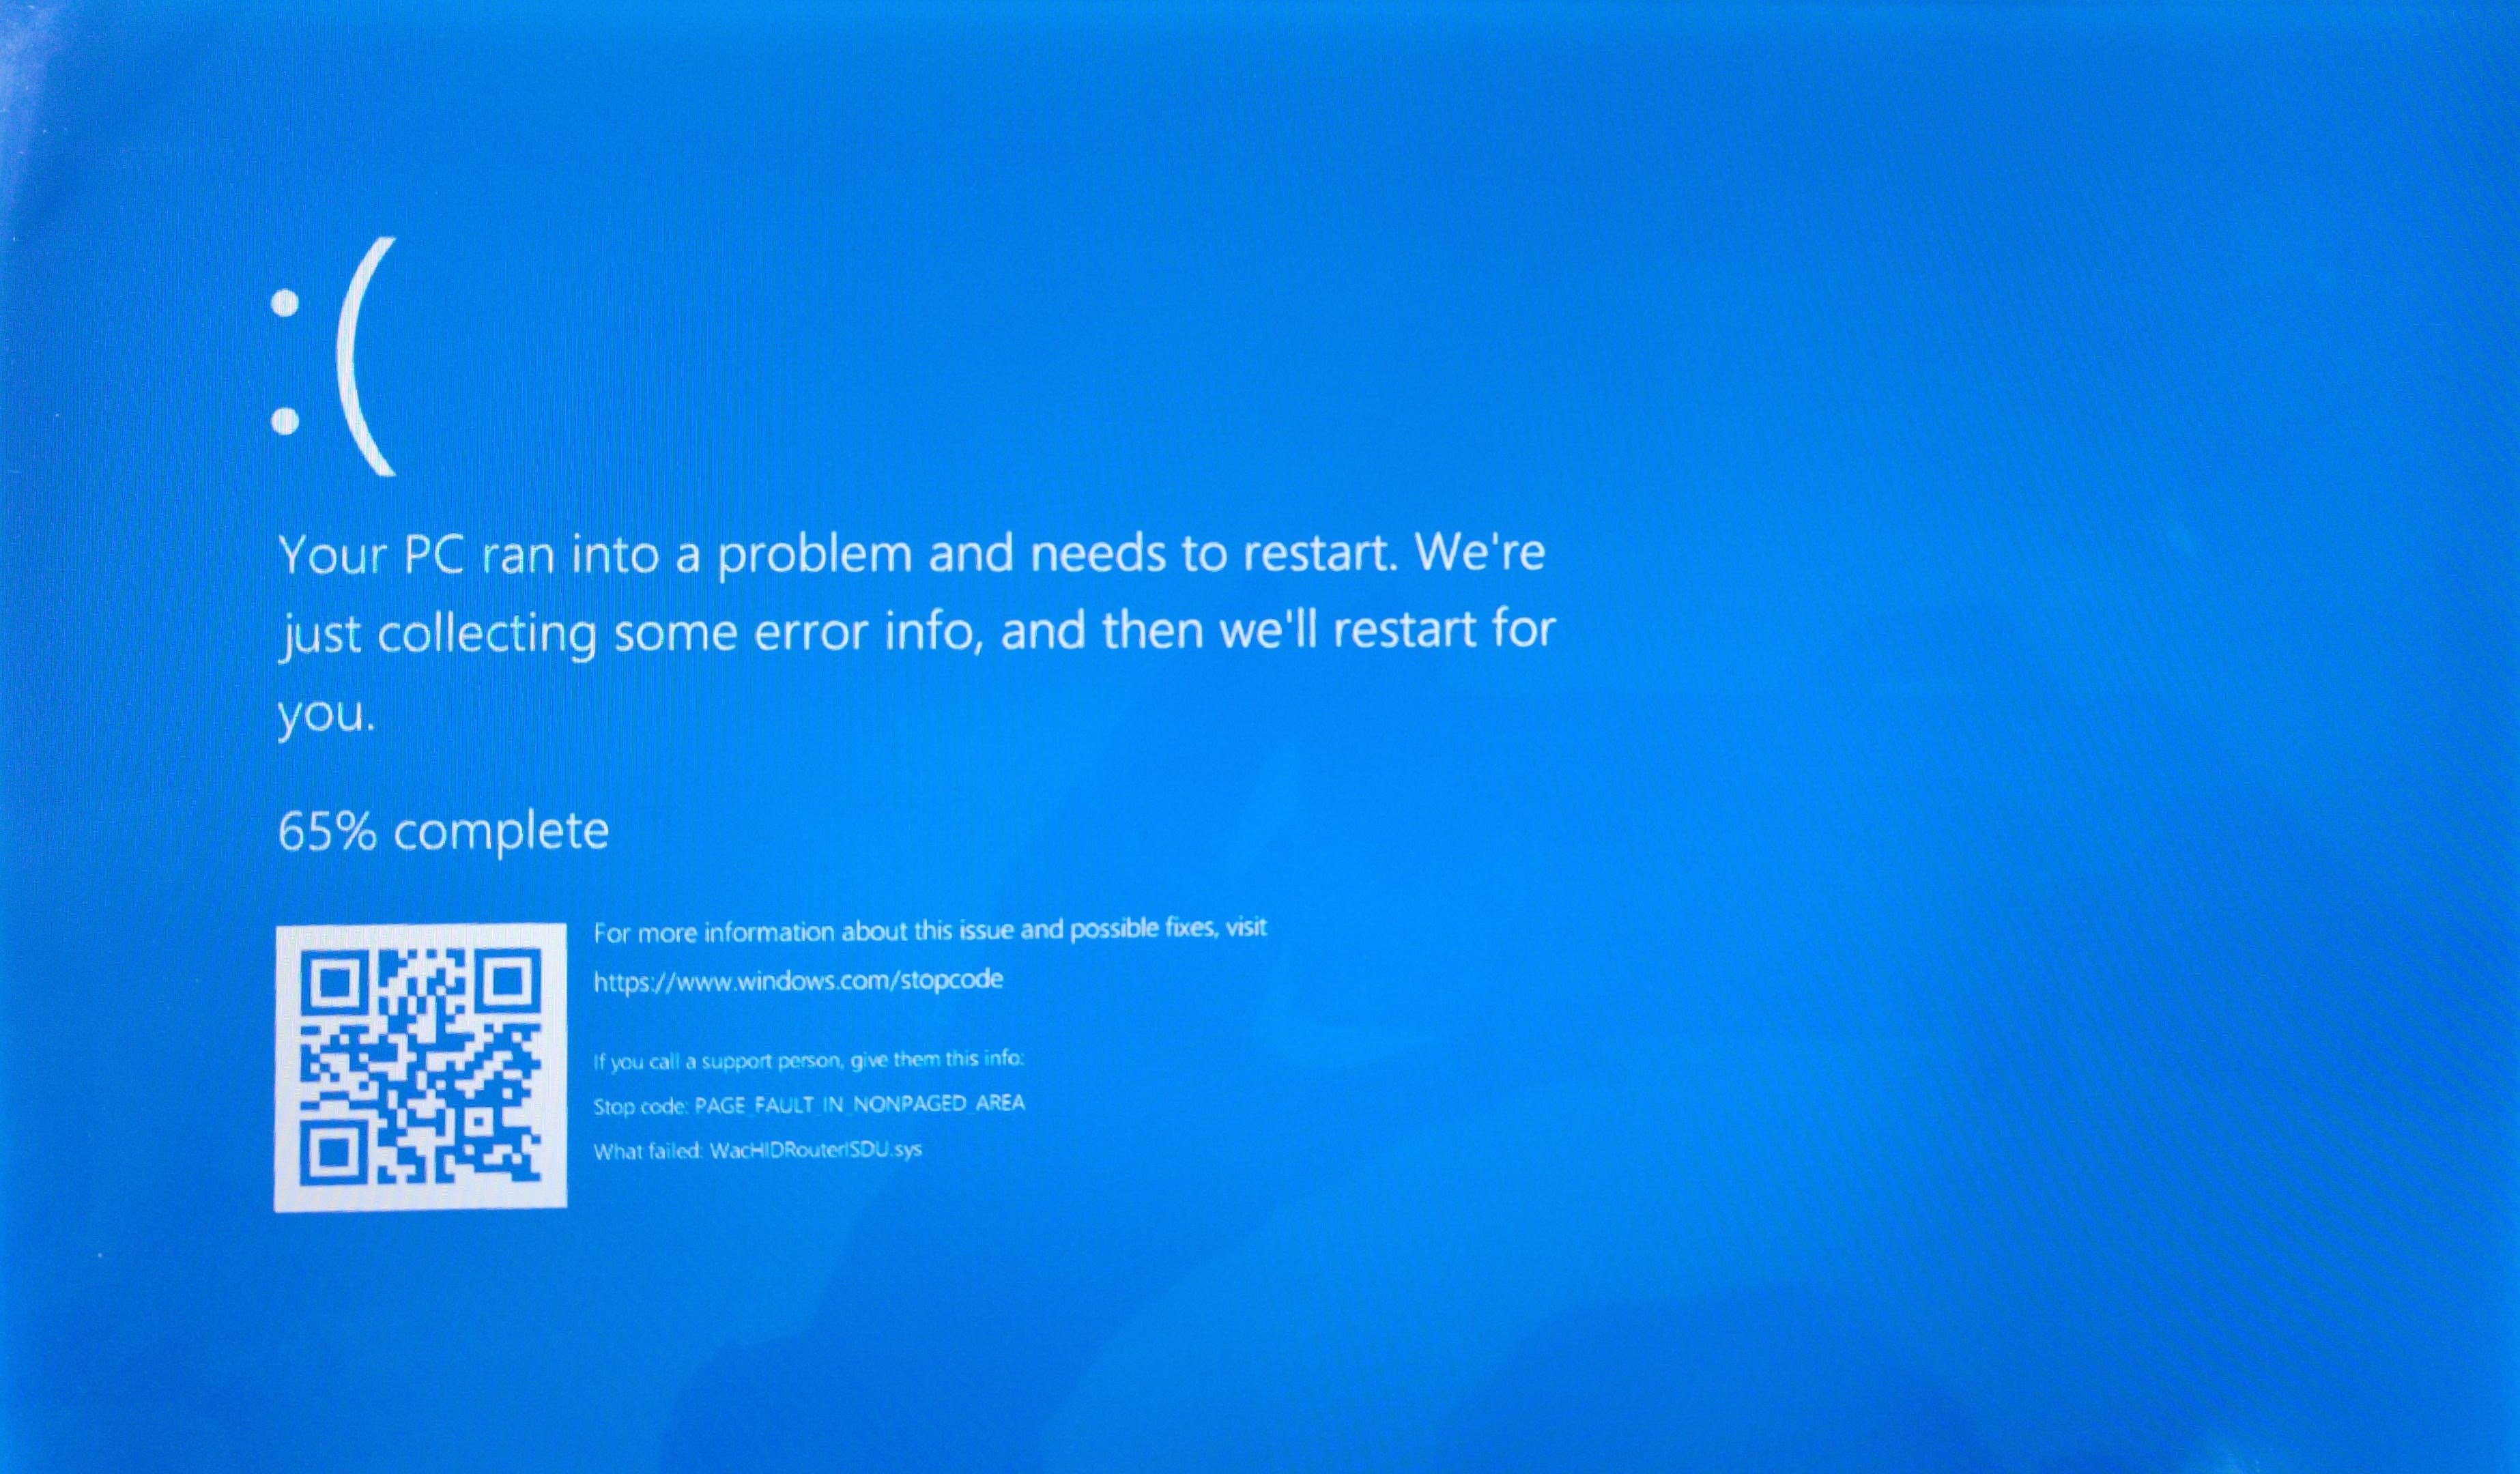 :(
Your PC ran into a problem and needs to restart. We're
just collecting some error info, and then we'll restart for
you.
65% complete
For more information about this issue and possible fixes, visit
https://www.windows.com/stopcode
If you call a support person, give them this info:
Stop code: PAGE_FAULT_IN_NONPAGED_AREA
What failed: WacHIDRouterISDU.sys